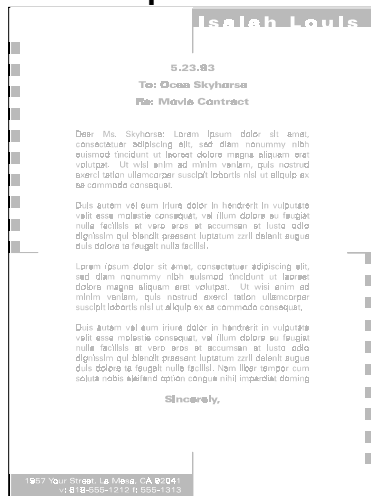 Isaiah Louis
5.23.93
To: Ocea Skyhorse
Re: Movie Contract
Dear Ms. Skyhorse: Lorem ipsum dolor sit amet,
consectetuer adipiscing elit, sed diam nonummy nibh
euismod tincidunt ut laoreet dolore magna aliquam erat
volutpat. Ut wisi enim ad minim veniam, quis nostrud
exerci tation ullamcorper suscipit lobortis nisl ut aliquip ex
ea commodo consequat.
Duis autem vel eum iriure dolor in hendrerit in vulputate
velit esse molestie consequat, vel illum dolore eu feugiat
nulla facilisis at vero eros et accumsan et iusto odio
dignissim qui blandit praesent luptatum zzril delenit augue
duis dolore te feugait nulla facilisi.
Lorem ipsum dolor sit amet, consectetuer adipiscing elit,
sed diam nonummy nibh euismod tincidunt ut laoreet
dolore magna aliquam erat volutpat. Ut wisi enim ad
minim veniam, quis nostrud exerci tation ullamcorper
suscipit lobortis nisl ut aliquip ex ea commodo consequat.
Duis autem vel eum iriure dolor in hendrerit in vulputate
velit esse molestie consequat, vel illum dolore eu feugiat
nulla facilisis at vero eros et accumsan et iusto odio
dignissim qui blandit praesent luptatum zzril delenit augue
duis dolore te feugait nulla facilisi. Nam liber tempor cum
soluta nobis eleifend option congue nihil imperdiet doming
Sincerely,
1957 Your Street, La Mesa, CA 92041
v: 619-555-1212 f: 555-1313